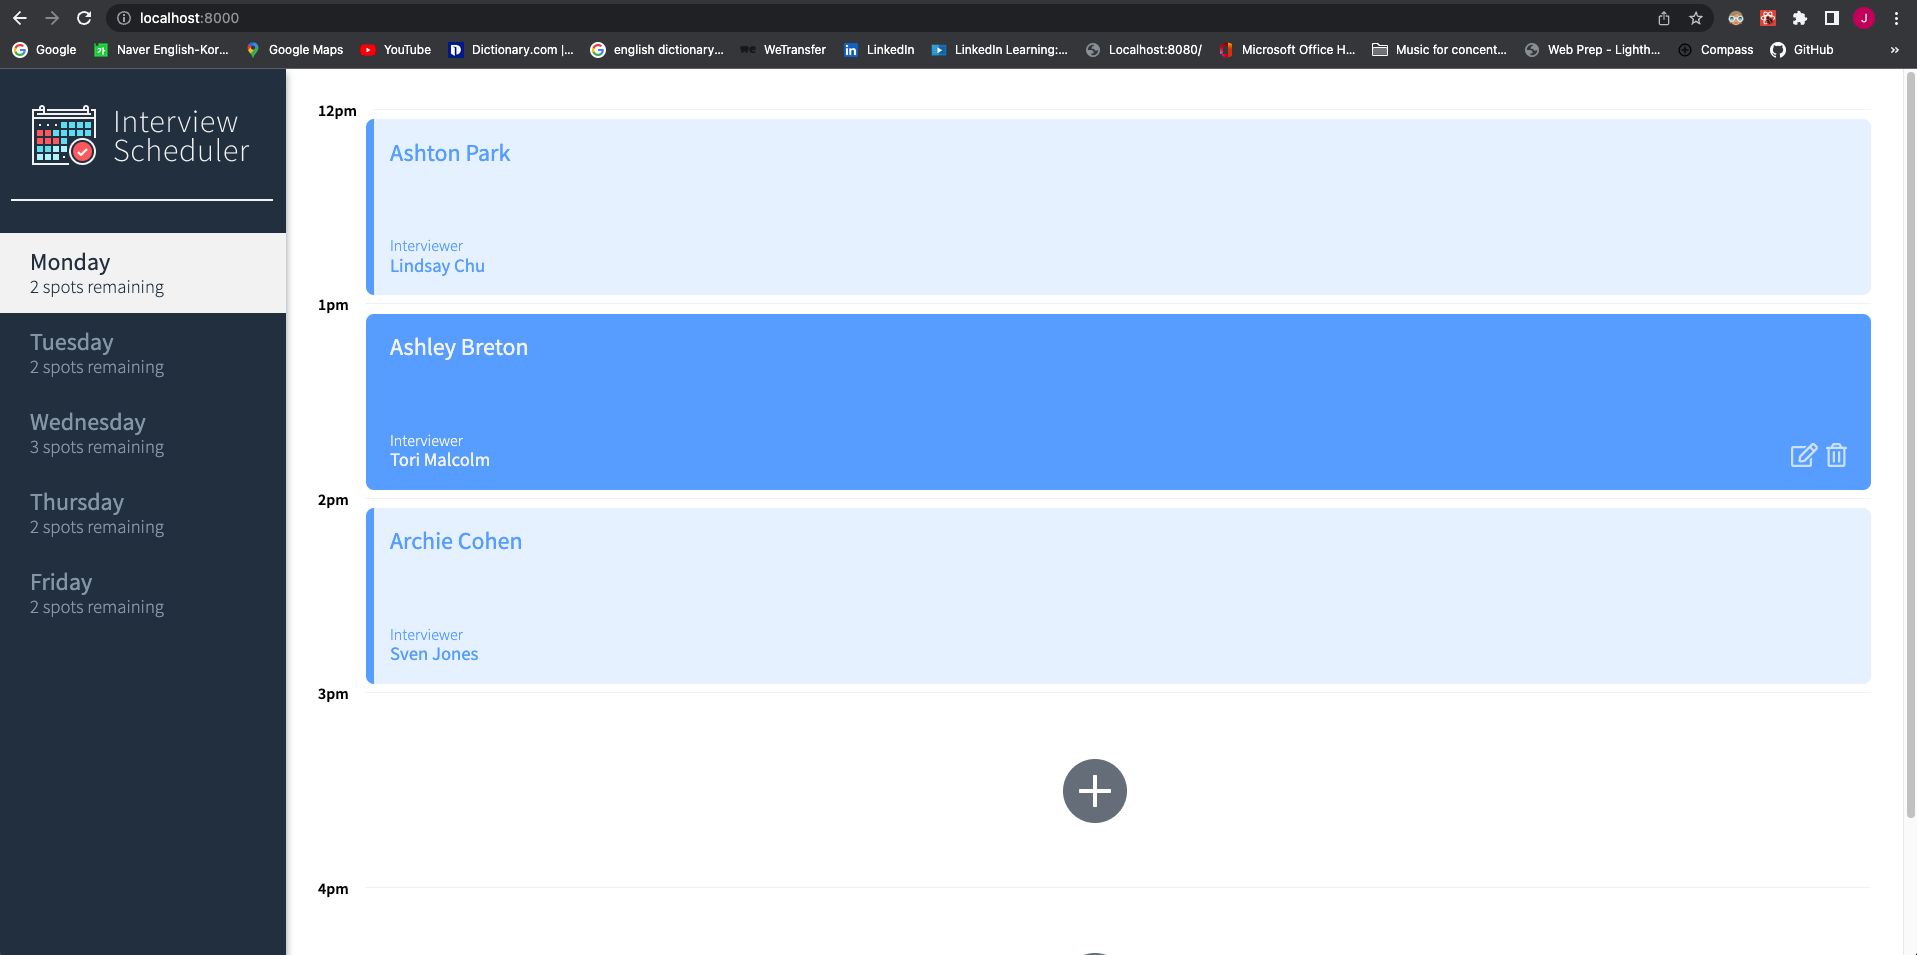 localhost:8000
Google
Naver English-Kor...
Google Maps
YouTube
Dictionary.com |...
english dictionary...
WeTransfer
LinkedIn
LinkedIn Learning:...
Localhost:8080/
Microsoft Office H...
Music for concent...
Web Prep - Lighth...
Compass
GitHub
»
J
Interview
Scheduler
Monday
2 spots remaining
Tuesday
2 spots remaining
Wednesday
3 spots remaining
Thursday
2 spots remaining
Friday
2 spots remaining
12pm
Ashton Park
Interviewer
Lindsay Chu
1pm
Ashley Breton
Interviewer
Tori Malcolm
2pm
Archie Cohen
Interviewer
Sven Jones
3pm
4pm